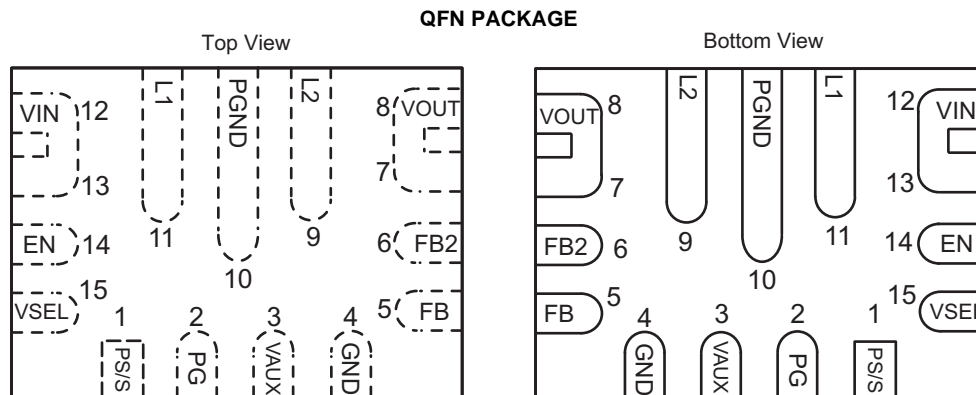 QFN PACKAGE
Top View
Bottom View
VIN
12
13
L1
11
PGND
10
L2
9
8
VOUT
7
EN
14
6
FB2
VSEL
15
5
FB
1
PS/S
2
PG
3
VAUX
4
GND
VOUT
8
7
L2
9
PGND
10
L1
11
12
VIN
13
FB2
6
14
EN
FB
5
15
VSEL
4
GND
3
VAUX
2
PG
1
PS/S